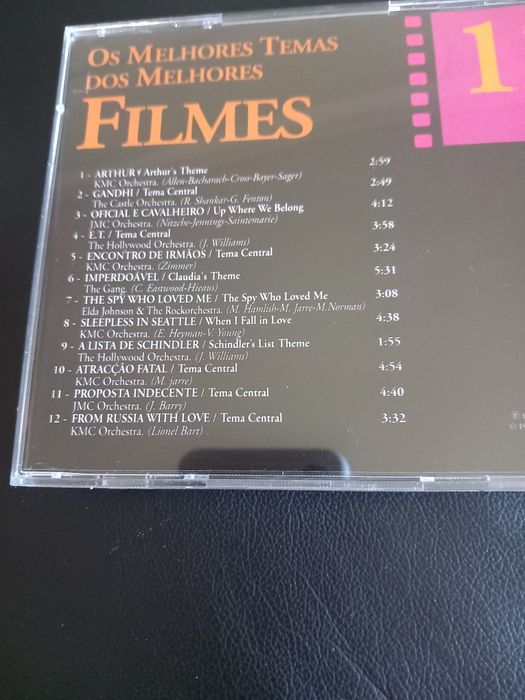 OS MELHORES TEMAS
DOS MELHORES
FILMES
1
1 - ARTHUR / Arthur's Theme 2:59
KMC Orchestra. (Allen-Bacharach-Cross-Bayer-Sager)
2 - GANDHI / Tema Central 2:49
The Castle Orchestra. (R. Shankar-G. Fenton)
3 - OFICIAL E CAVALHEIRO / Up Where We Belong 4:12
JMC Orchestra. (Nitzche-Jennings-Saintemarie)
4 - E.T. / Tema Central 3:58
The Hollywood Orchestra. (J. Williams)
5 - ENCONTRO DE IRMÃOS / Tema Central 3:24
KMC Orchestra. (Zimmer)
6 - IMPERDOÁVEL / Claudia's Theme 5:31
The Gang. (C. Eastwood-Hieaus)
7 - THE SPY WHO LOVED ME / The Spy Who Loved Me 3:08
Elda Johnson & The Rockorchestra. (M. Hamlish-M. Jarre-M.Norman)
8 - SLEEPLESS IN SEATTLE / When I Fall in Love 4:38
KMC Orchestra. (E. Heyman-V. Young)
9 - A LISTA DE SCHINDLER / Schindler's List Theme 1:55
The Hollywood Orchestra. (J. Williams)
10 - ATRACÇÃO FATAL / Tema Central 4:54
KMC Orchestra. (M. jarre)
11 - PROPOSTA INDECENTE / Tema Central 4:40
JMC Orchestra. (J. Barry)
12 - FROM RUSSIA WITH LOVE / Tema Central 3:32
KMC Orchestra. (Lionel Bart)